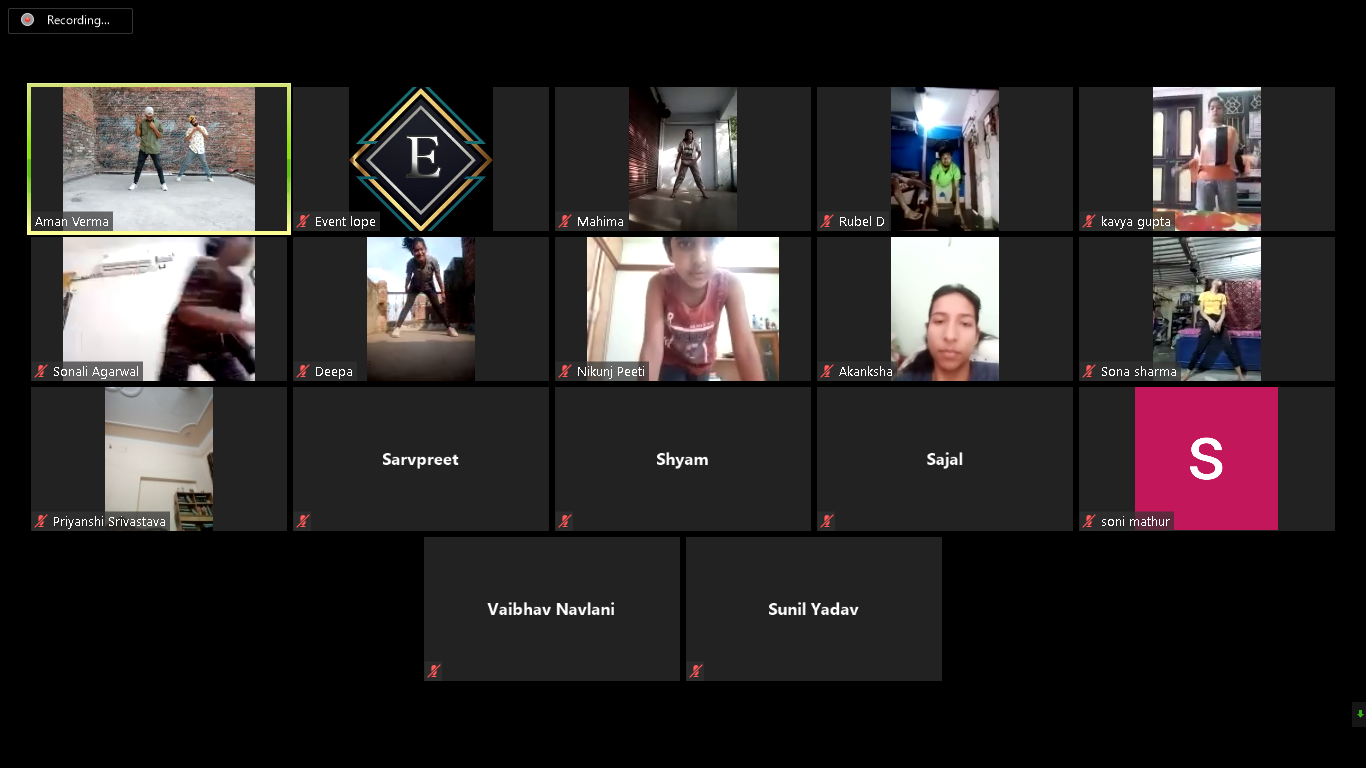 Recording...
Aman Verma
E
Event lope
Mahima
Rubel D
kavya gupta
Sonali Agarwal
Deepa
Nikunj Peeti
Akanksha
Sona sharma
Priyanshi Srivastava
Sarvpreet
Shyam
Sajal
S
soni mathur
Vaibhav Navlani
Sunil Yadav